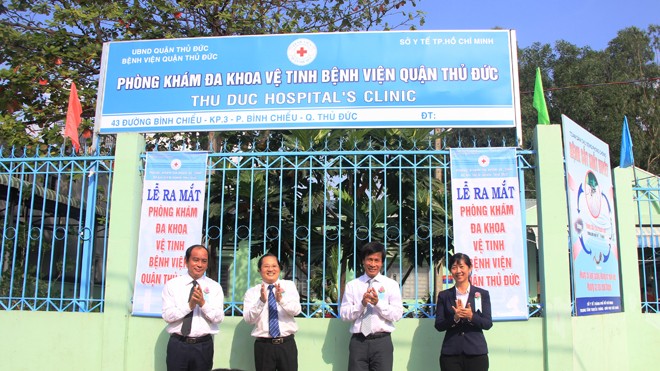 UBND QUẬN THỦ ĐỨC
BỆNH VIỆN QUẬN THỦ ĐỨC
SỞ Y TẾ TP.HỒ CHÍ MINH
PHÒNG KHÁM ĐA KHOA VỆ TINH BỆNH VIỆN QUẬN THỦ ĐỨC
THU DUC HOSPITAL'S CLINIC
43 ĐƯỜNG BÌNH CHIỂU - KP.3 - P. BÌNH CHIỂU - Q. THỦ ĐỨC
ĐT:
LỄ RA MẮT
PHÒNG KHÁM
ĐA KHOA
VỆ TINH
BỆNH VIỆN
QUẬN THỦ ĐỨC
LỄ RA MẮT
PHÒNG KHÁM
ĐA KHOA
VỆ TINH
BỆNH VIỆN
QUẬN THỦ ĐỨC